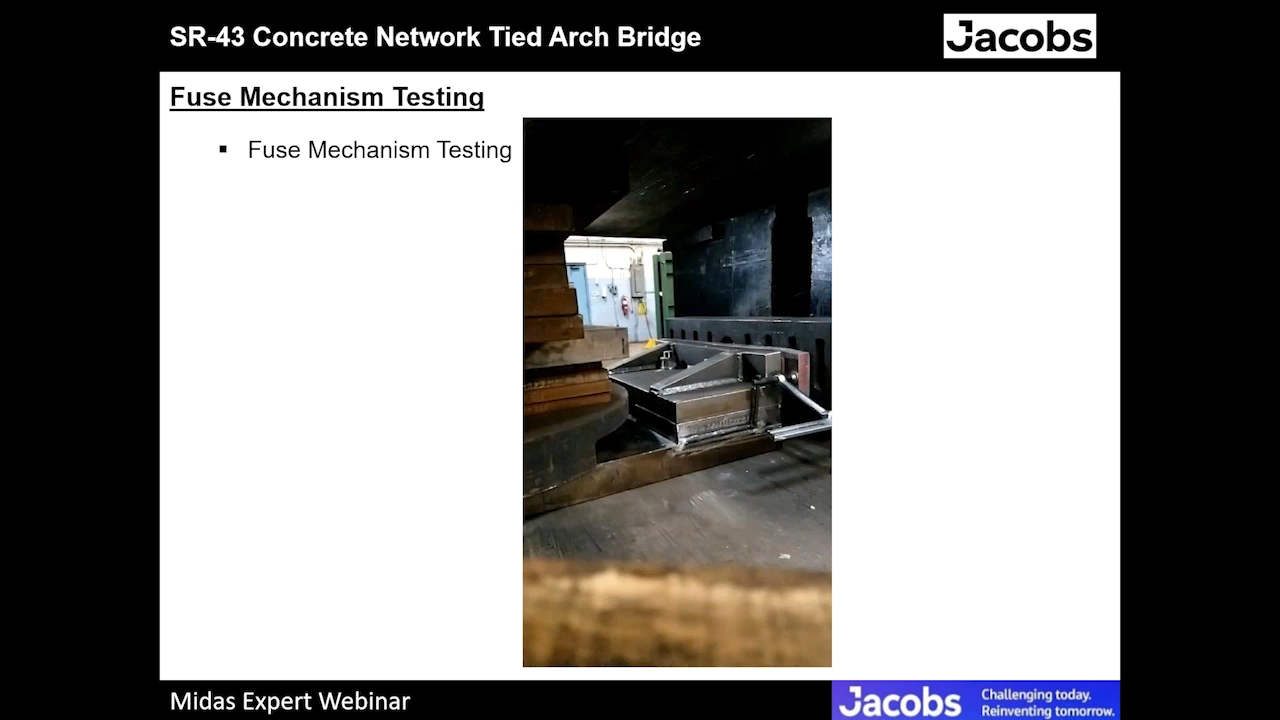 SR-43 Concrete Network Tied Arch Bridge
Jacobs
Fuse Mechanism Testing
▪ Fuse Mechanism Testing
Midas Expert Webinar
Jacobs
Challenging today.
Reinventing tomorrow.